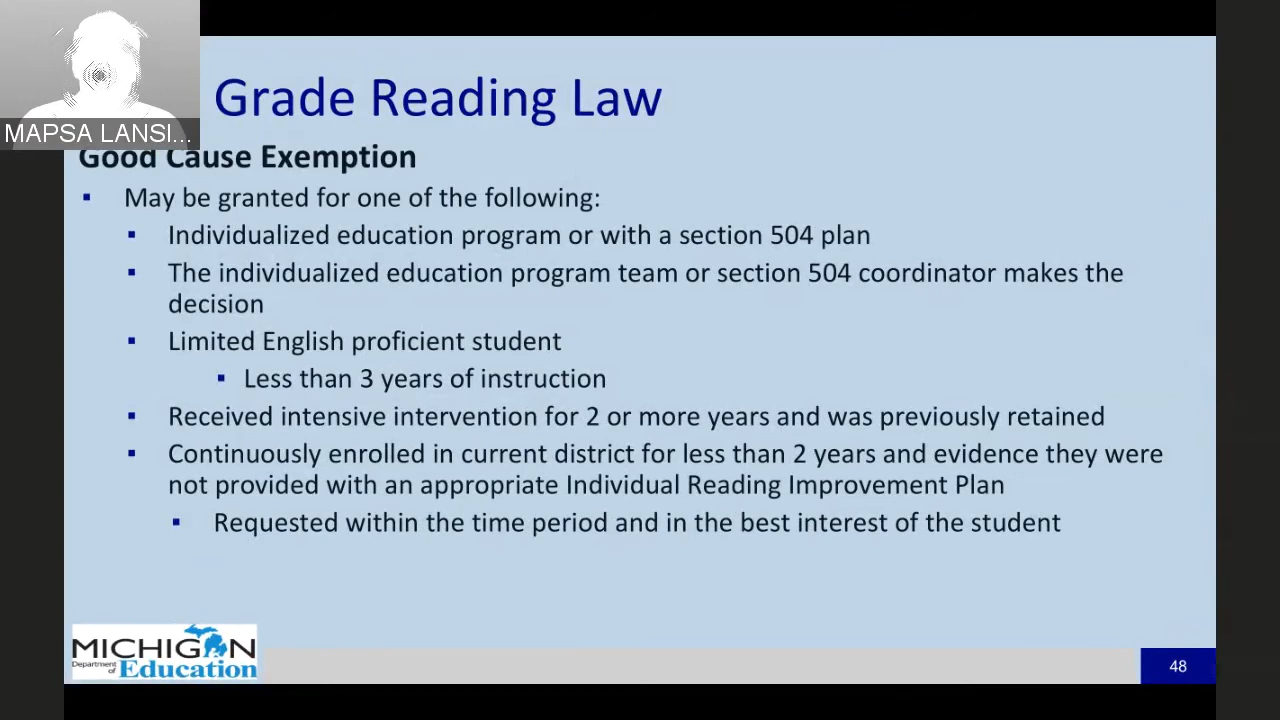 Grade Reading Law
MAPSA LANSI...
Good Cause Exemption
▪ May be granted for one of the following:
▪ Individualized education program or with a section 504 plan
▪ The individualized education program team or section 504 coordinator makes the
decision
▪ Limited English proficient student
▪ Less than 3 years of instruction
▪ Received intensive intervention for 2 or more years and was previously retained
▪ Continuously enrolled in current district for less than 2 years and evidence they were
not provided with an appropriate Individual Reading Improvement Plan
▪ Requested within the time period and in the best interest of the student
MICHIGAN
Department
of Education
48